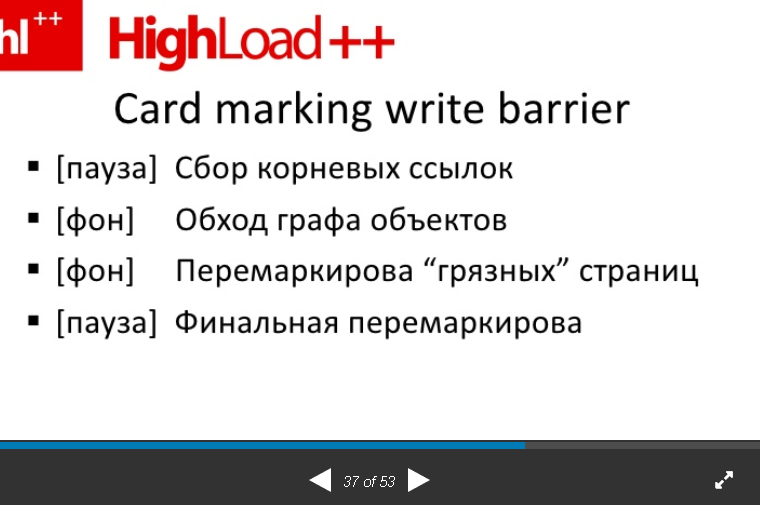 hl++ HighLoad++
Card marking write barrier
▪ [пауза] Сбор корневых ссылок
▪ [фон] Обход графа объектов
▪ [фон] Перемаркирова “грязных” страниц
▪ [пауза] Финальная перемаркирова
37 of 53